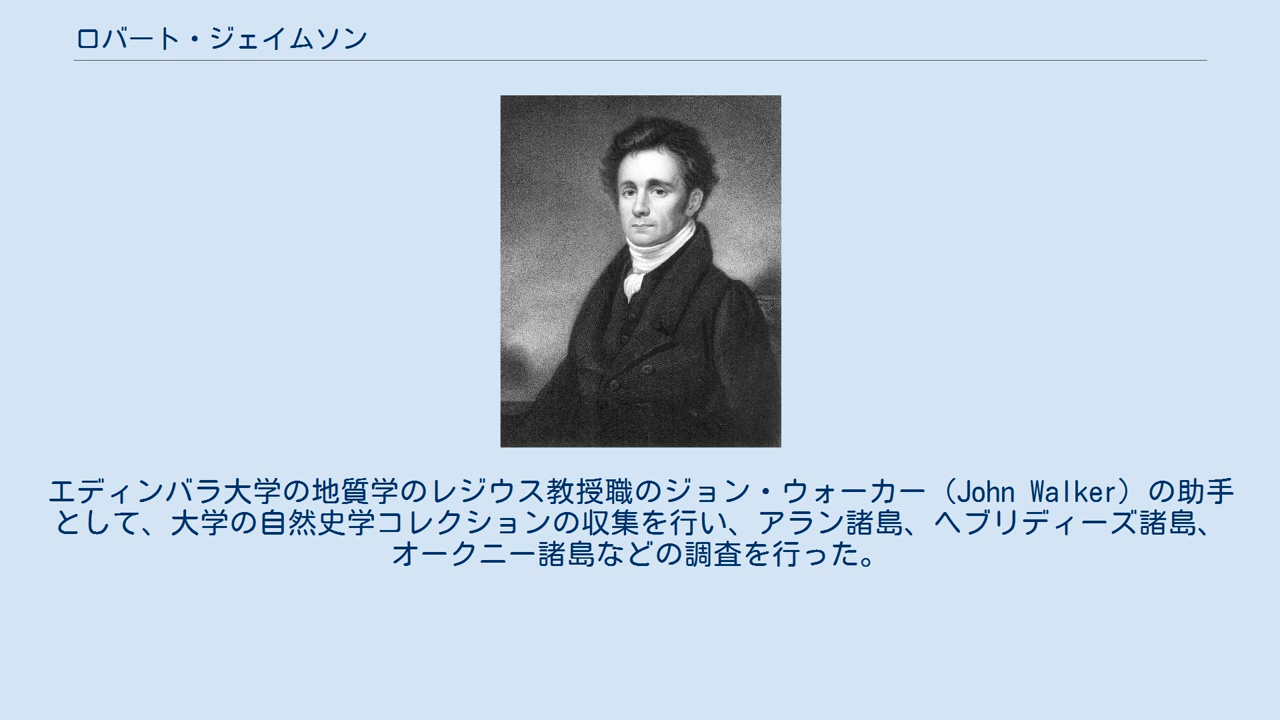 ロバート・ジェイムソン
エディンバラ大学の地質学のレジウス教授職のジョン・ウォーカー（John Walker）の助手
として、大学の自然史学コレクションの収集を行い、アラン諸島、ヘブリディーズ諸島、
オークニー諸島などの調査を行った。